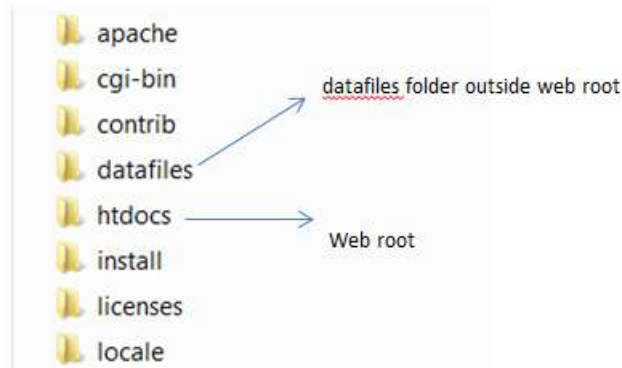 apache
cgi-bin
datafiles folder outside web root
contrib
datafiles
htdocs
Web root
install
licenses
locale